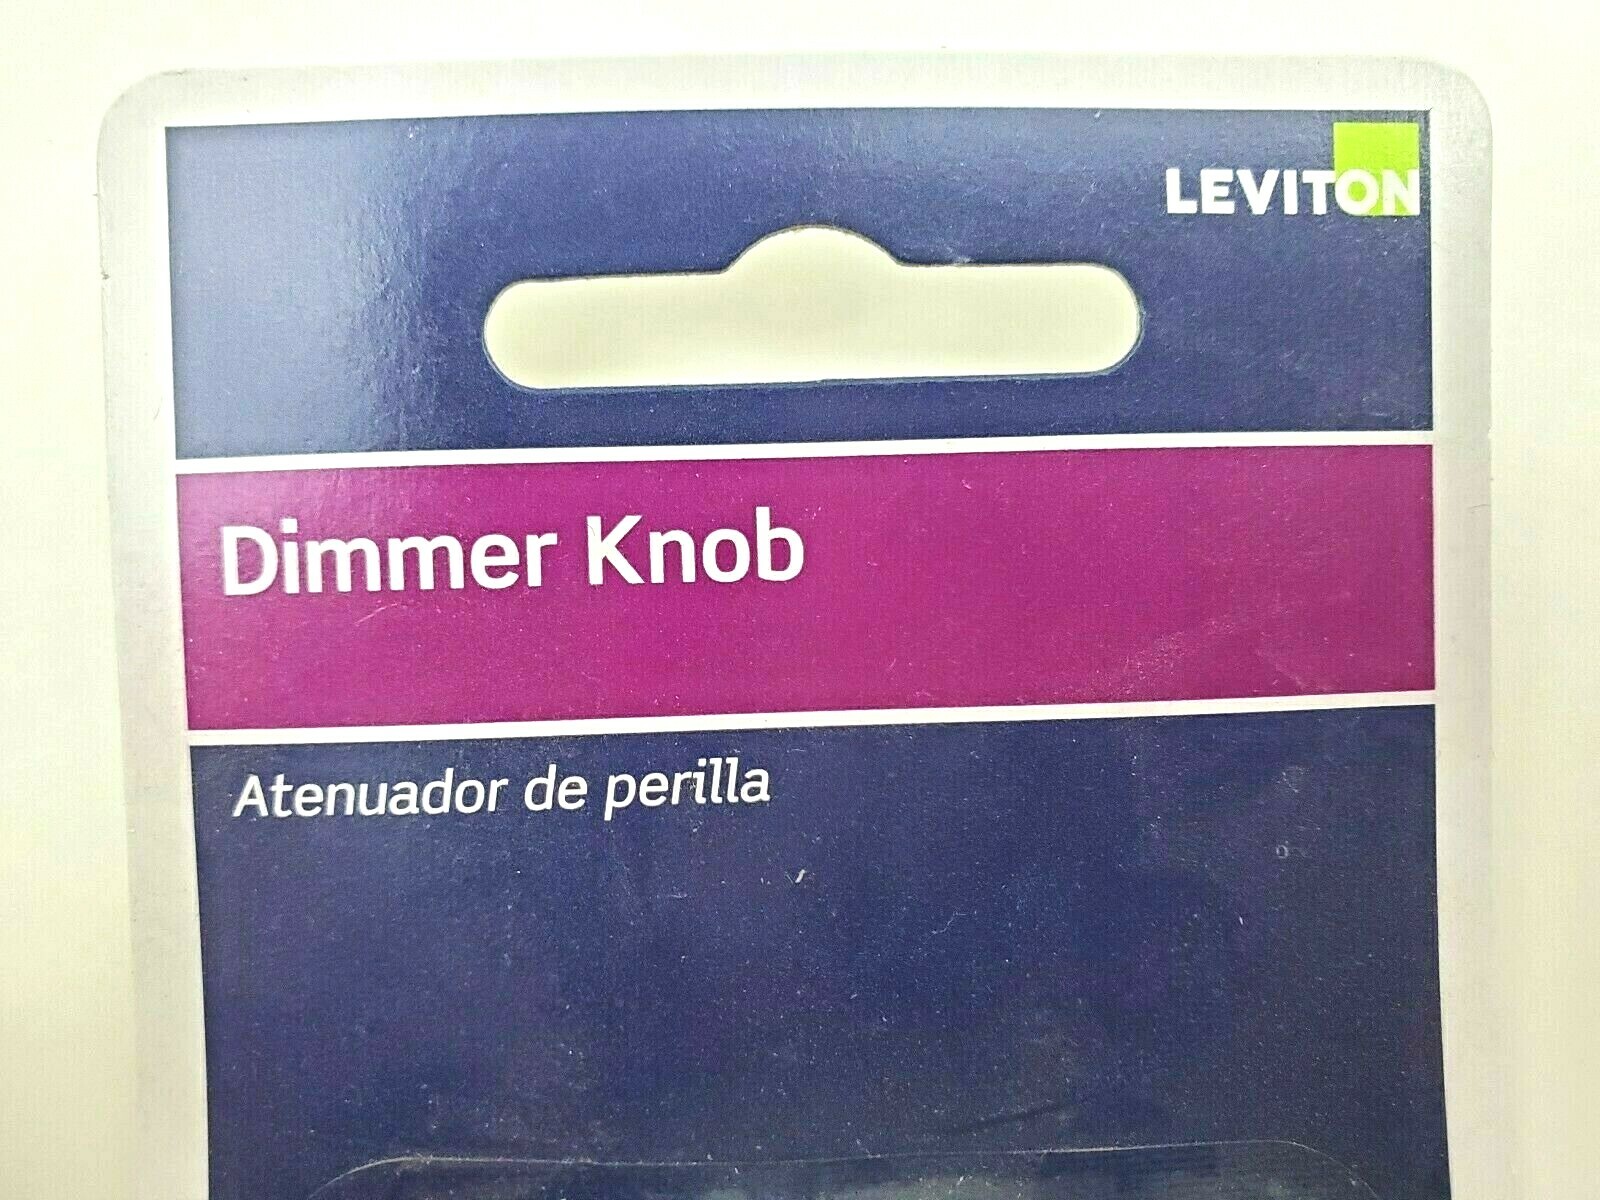 LEVITON
Dimmer Knob
Atenuador de perilla